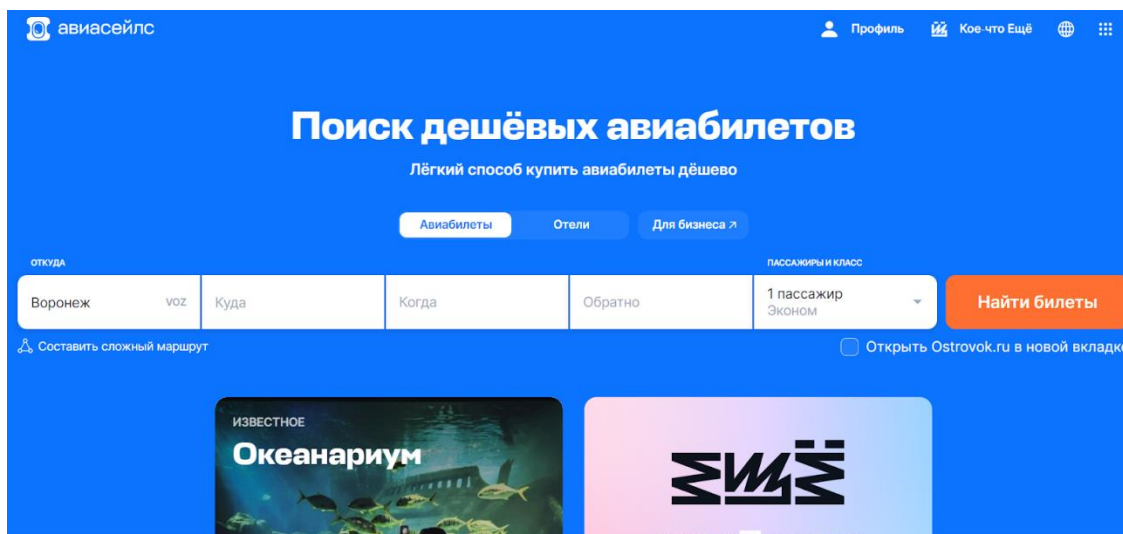 авиасейлс
Профиль
Кое-что Ещё
Поиск дешёвых авиабилетов
Лёгкий способ купить авиабилеты дёшево
Авиабилеты
Отели
Для бизнеса ↗
ОТКУДА
ПАССАЖИРЫ И КЛАСС
Воронеж
VOZ
Куда
Когда
Обратно
1 пассажир
Эконом
Найти билеты
Составить сложный маршрут
Открыть Ostrovok.ru в новой вкладке
ИЗВЕСТНОЕ
Океанариум
ЕЩЁ